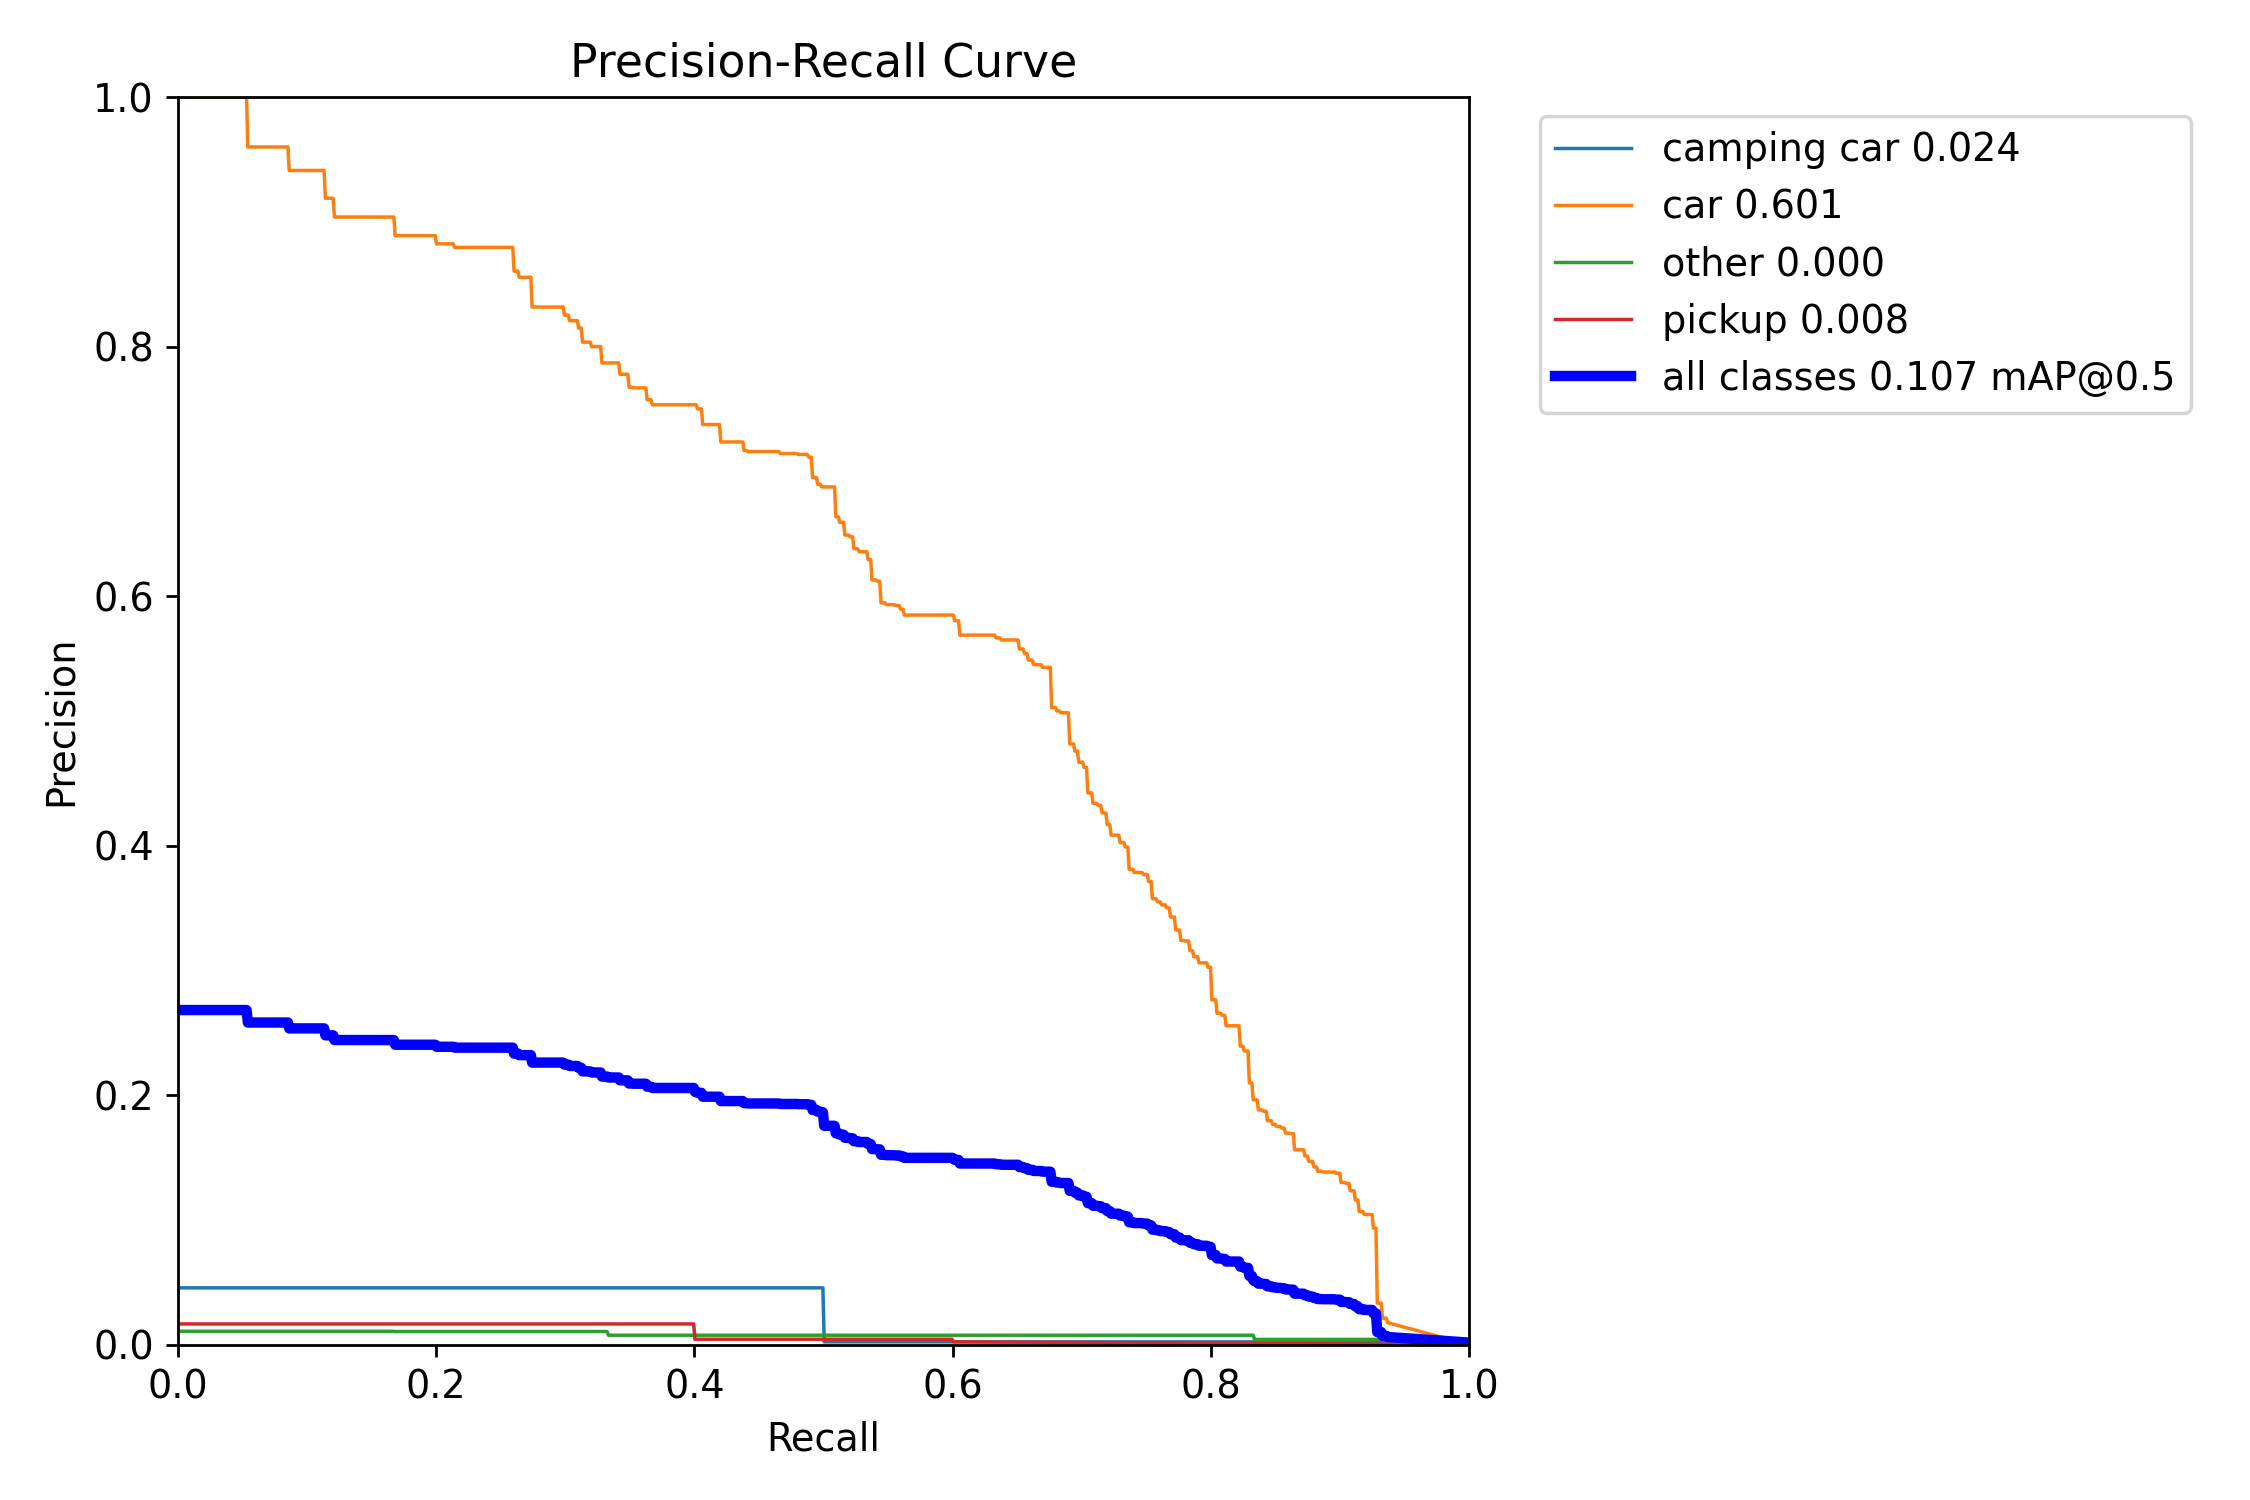 Precision-Recall Curve
1.0
0.8
0.6
0.4
0.2
0.0
Precision
0.0 0.2 0.4 0.6 0.8 1.0
Recall
camping car 0.024
car 0.601
other 0.000
pickup 0.008
all classes 0.107 mAP@0.5